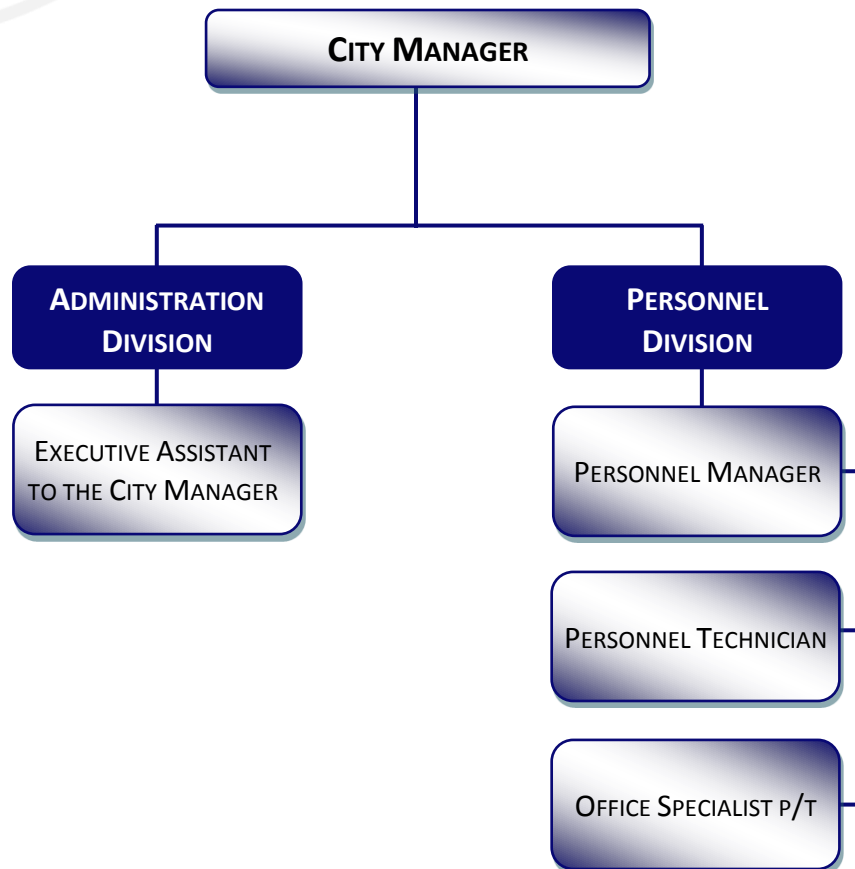 CITY MANAGER
ADMINISTRATION
DIVISION
PERSONNEL
DIVISION
EXECUTIVE ASSISTANT
TO THE CITY MANAGER
PERSONNEL MANAGER
PERSONNEL TECHNICIAN
OFFICE SPECIALIST P/T